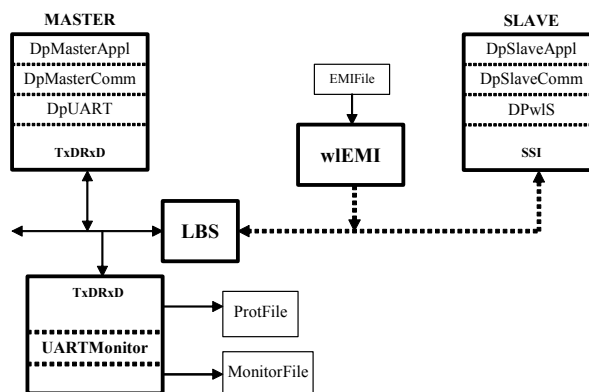 MASTER
DpMasterAppl
DpMasterComm
DpUART
TxDRxD
SLAVE
DpSlaveAppl
DpSlaveComm
DPwlS
SSI
EMIFile
wlEMI
LBS
TxDRxD
UARTMonitor
ProtFile
MonitorFile